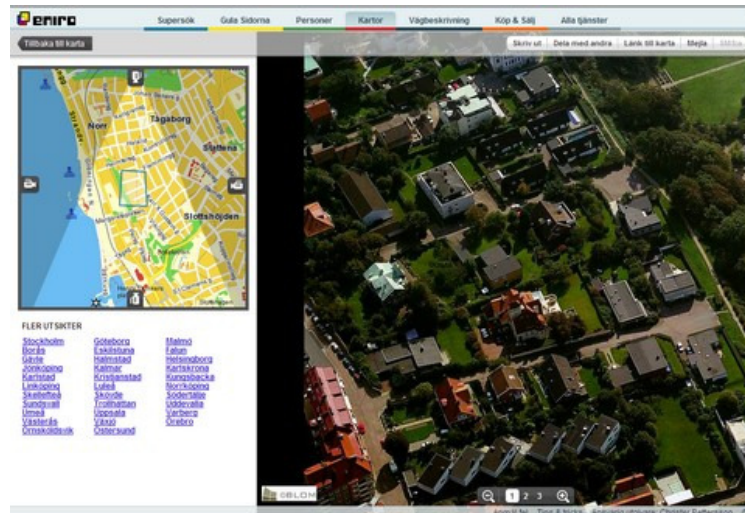 eniro
Supersök Gula Sidorna Personer Kartor Vägbeskrivning Köp & Sälj Alla tjänster
Tillbaka till karta
Skriv ut Dela med andra Länk till karta Mejla
Norr
Tågaborg
Slottshöjden
FLER UTSIKTER
Stockholm Göteborg Malmö
Borås Eskilstuna Falun
Gävle Halmstad Helsingborg
Jönköping Kalmar Karlskrona
Karlstad Kristianstad Kungsbacka
Linköping Luleå Norrköping
Skellefteå Skövde Södertälje
Sundsvall Trollhättan Uddevalla
Umeå Uppsala Varberg
Västerås Växjö Örebro
Örnsköldsvik Östersund
©BLOM
1 2 3